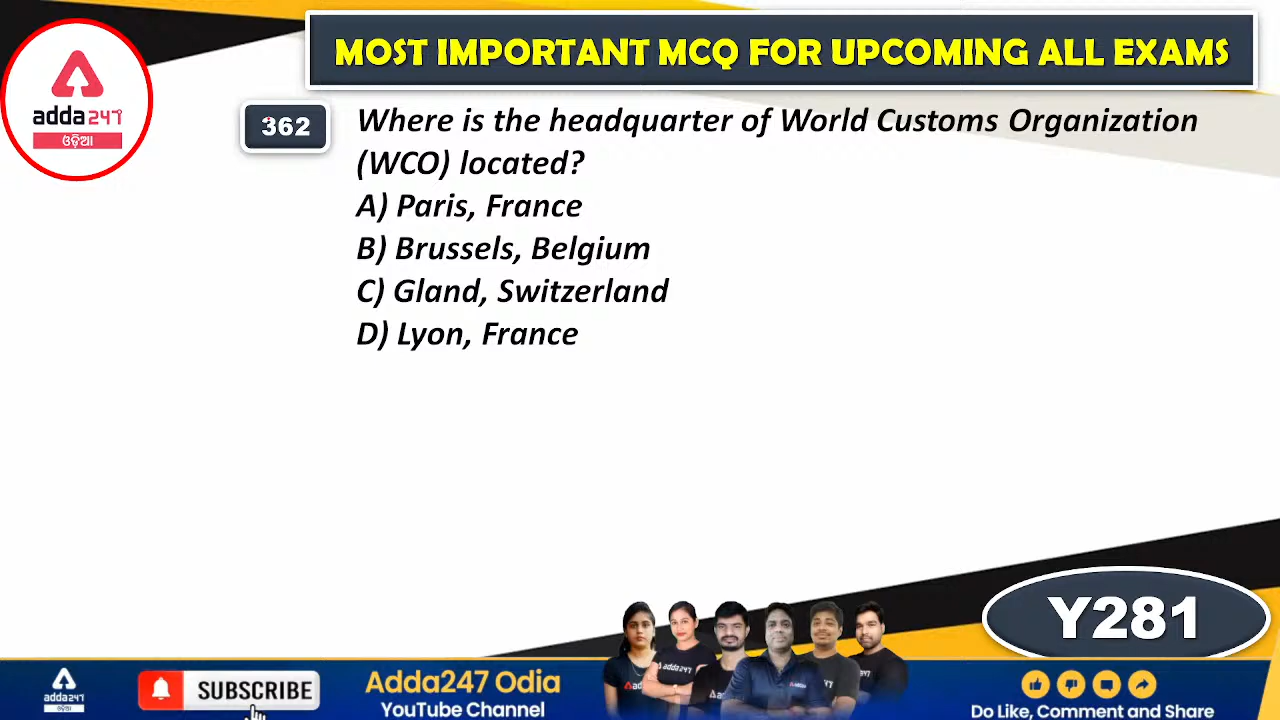 MOST IMPORTANT MCQ FOR UPCOMING ALL EXAMS
adda247
ଓଡ଼ିଆ
362
Where is the headquarter of World Customs Organization
(WCO) located?
A) Paris, France
B) Brussels, Belgium
C) Gland, Switzerland
D) Lyon, France
Y281
adda247
ଓଡ଼ିଆ
SUBSCRIBE
Adda247 Odia
YouTube Channel
adda247
Do Like, Comment and Share